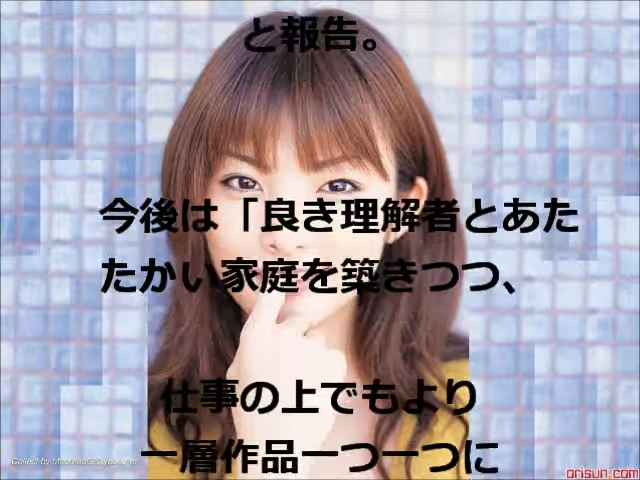 と報告。
今後は「良き理解者とあた
たかい家庭を築きつつ、
仕事の上でもより
一層作品一つ一つに
orisun.com